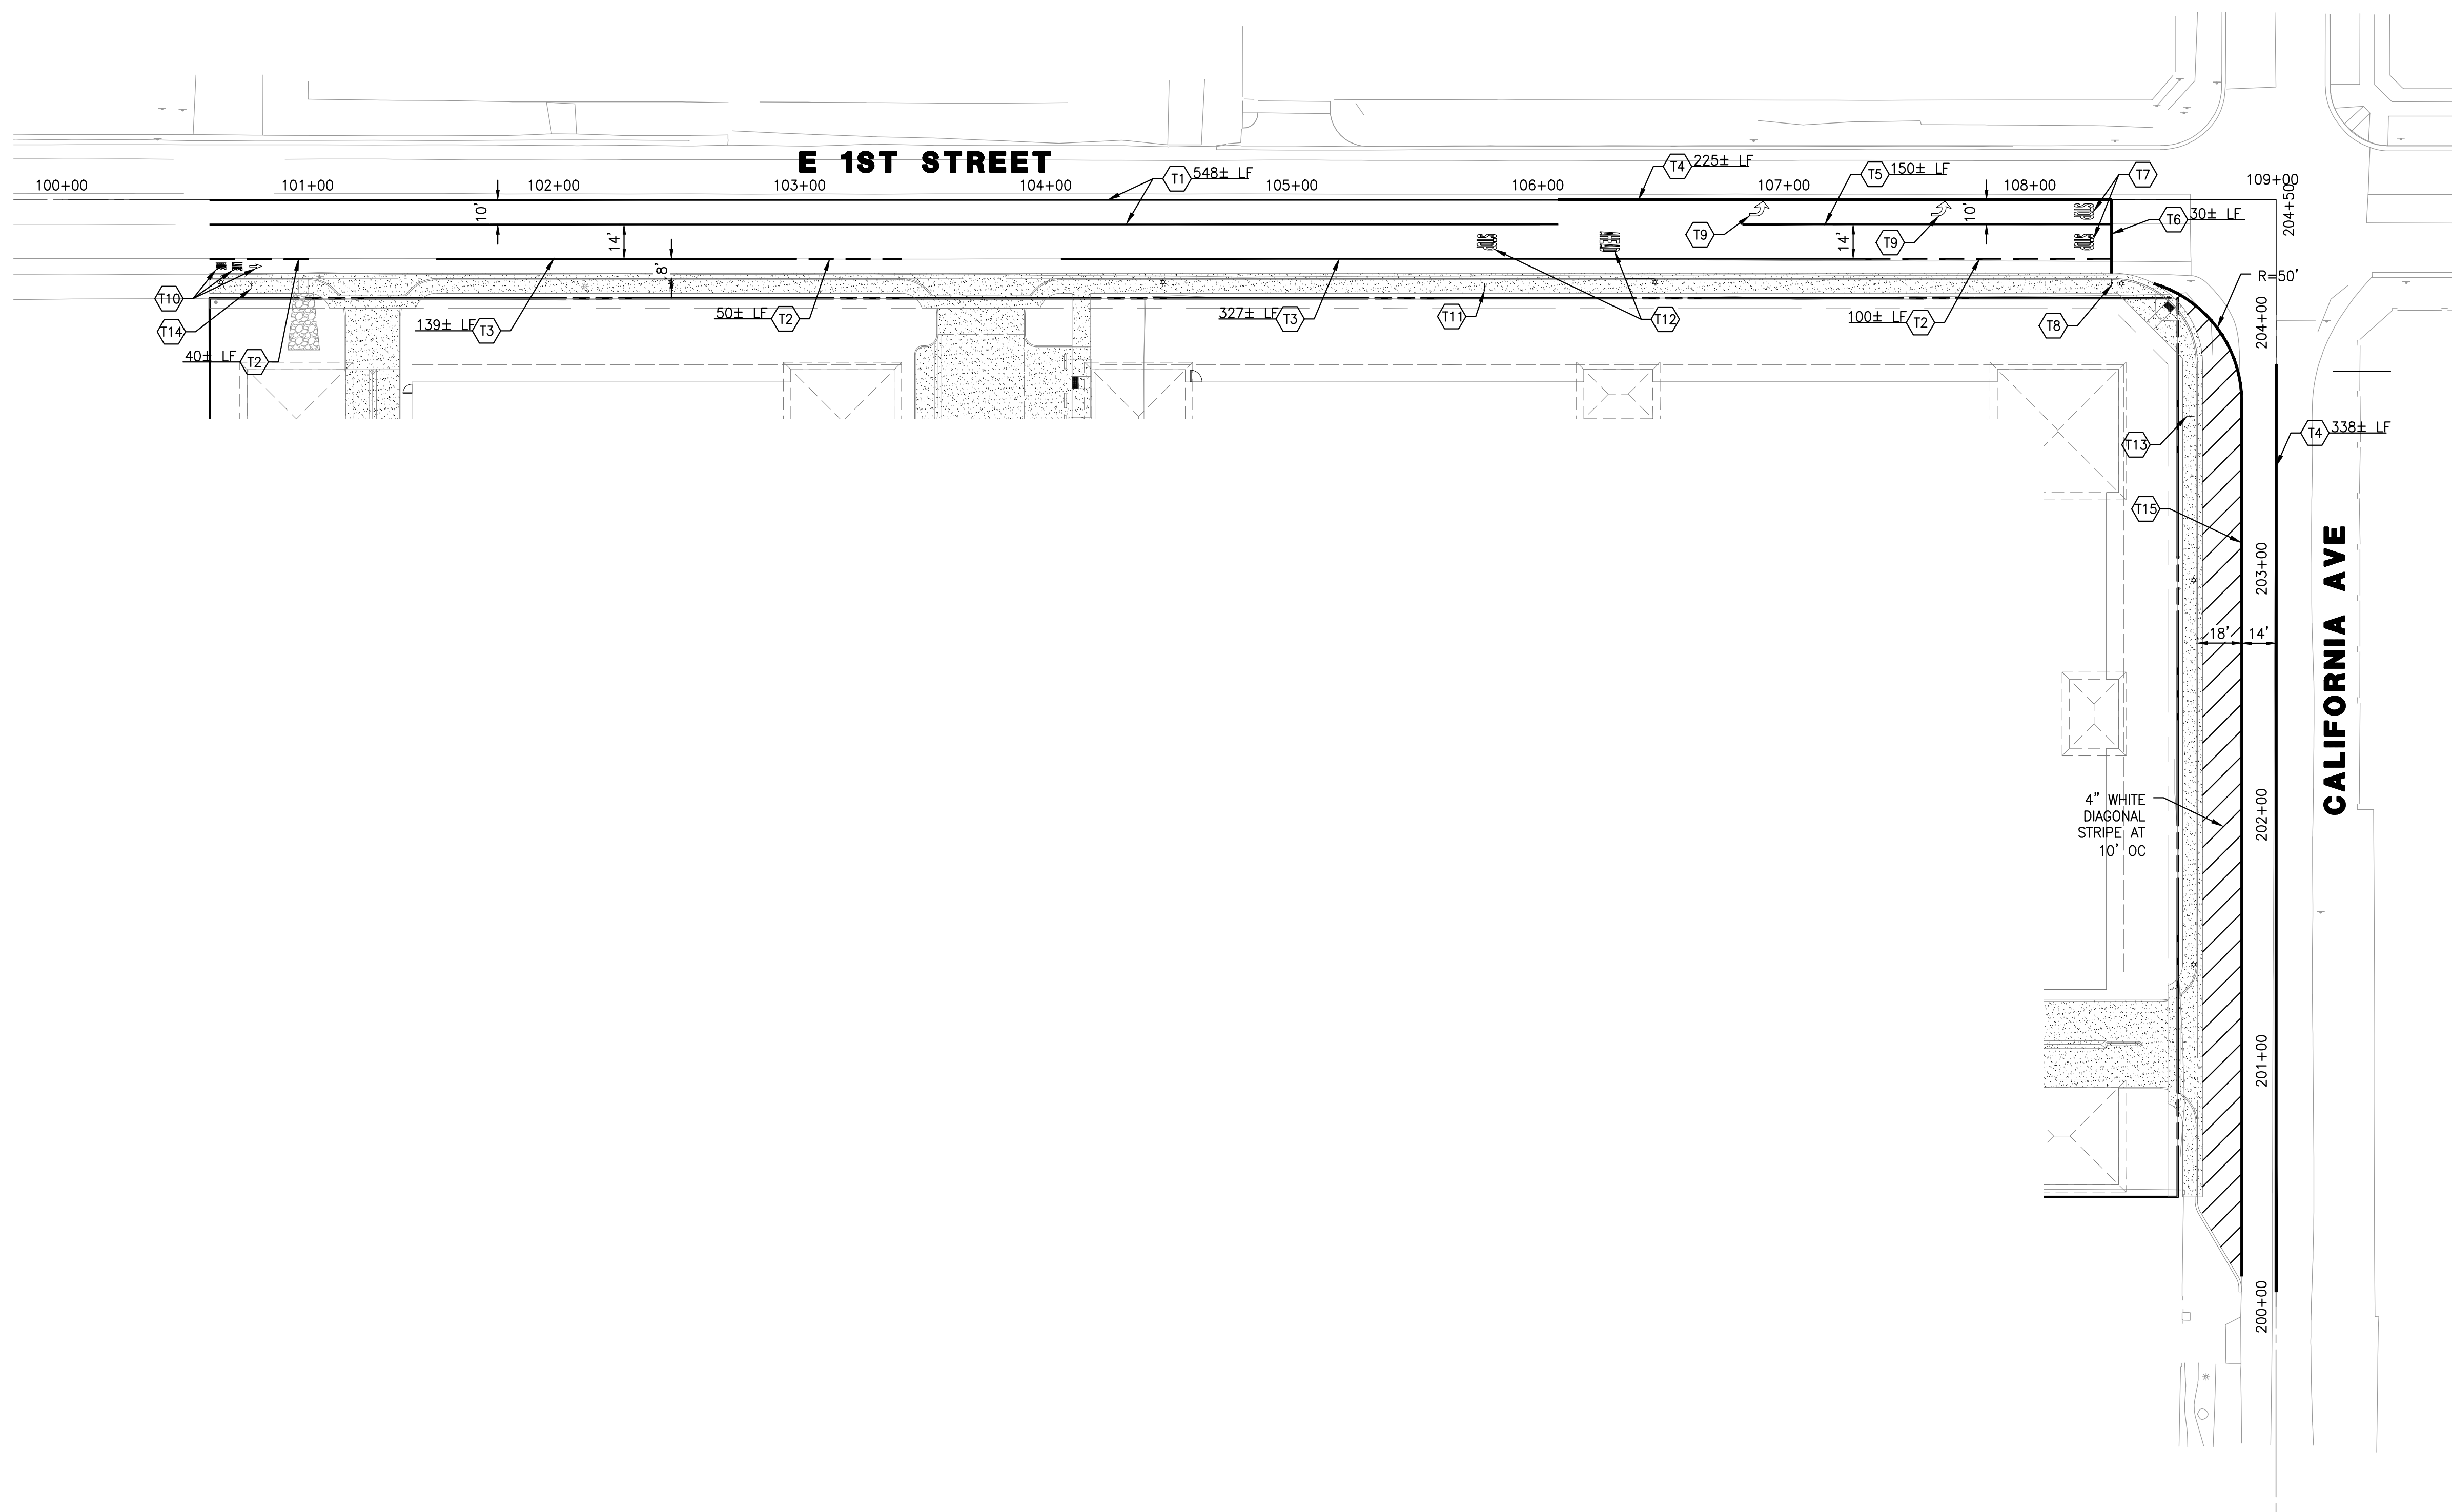 E 1ST STREET
100+00
101+00
102+00
103+00
104+00
105+00
106+00
107+00
108+00
109+00
204+50
T1 548± LF
T4 225± LF
T5 150± LF
T7
T6 30± LF
10'
14'
8'
T9
T9
10'
14'
STOP
STOP
STOP
AHEAD
R=50'
T10
T14
139± LF T3
50± LF T2
327± LF T3
T11
T12
100± LF T2
T8
40± LF T2
204+00
T13
T4 338± LF
T15
203+00
CALIFORNIA AVE
18'
14'
4" WHITE
DIAGONAL
STRIPE AT
10' OC
202+00
201+00
200+00